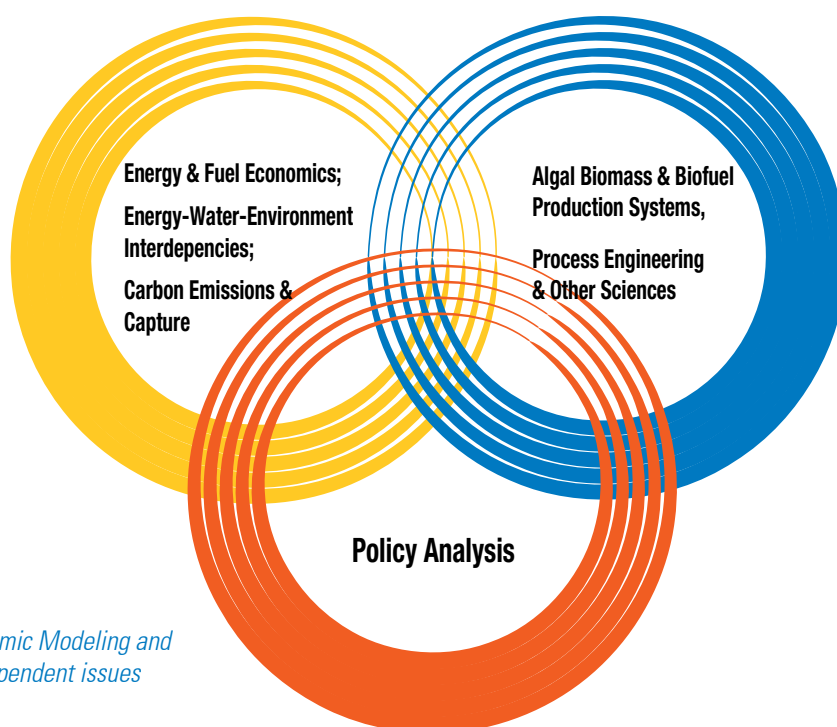 Energy & Fuel Economics;
Energy-Water-Environment
Interdepencies;
Carbon Emissions &
Capture
Algal Biomass & Biofuel
Production Systems,
Process Engineering
& Other Sciences
Policy Analysis
mic Modeling and
pendent issues